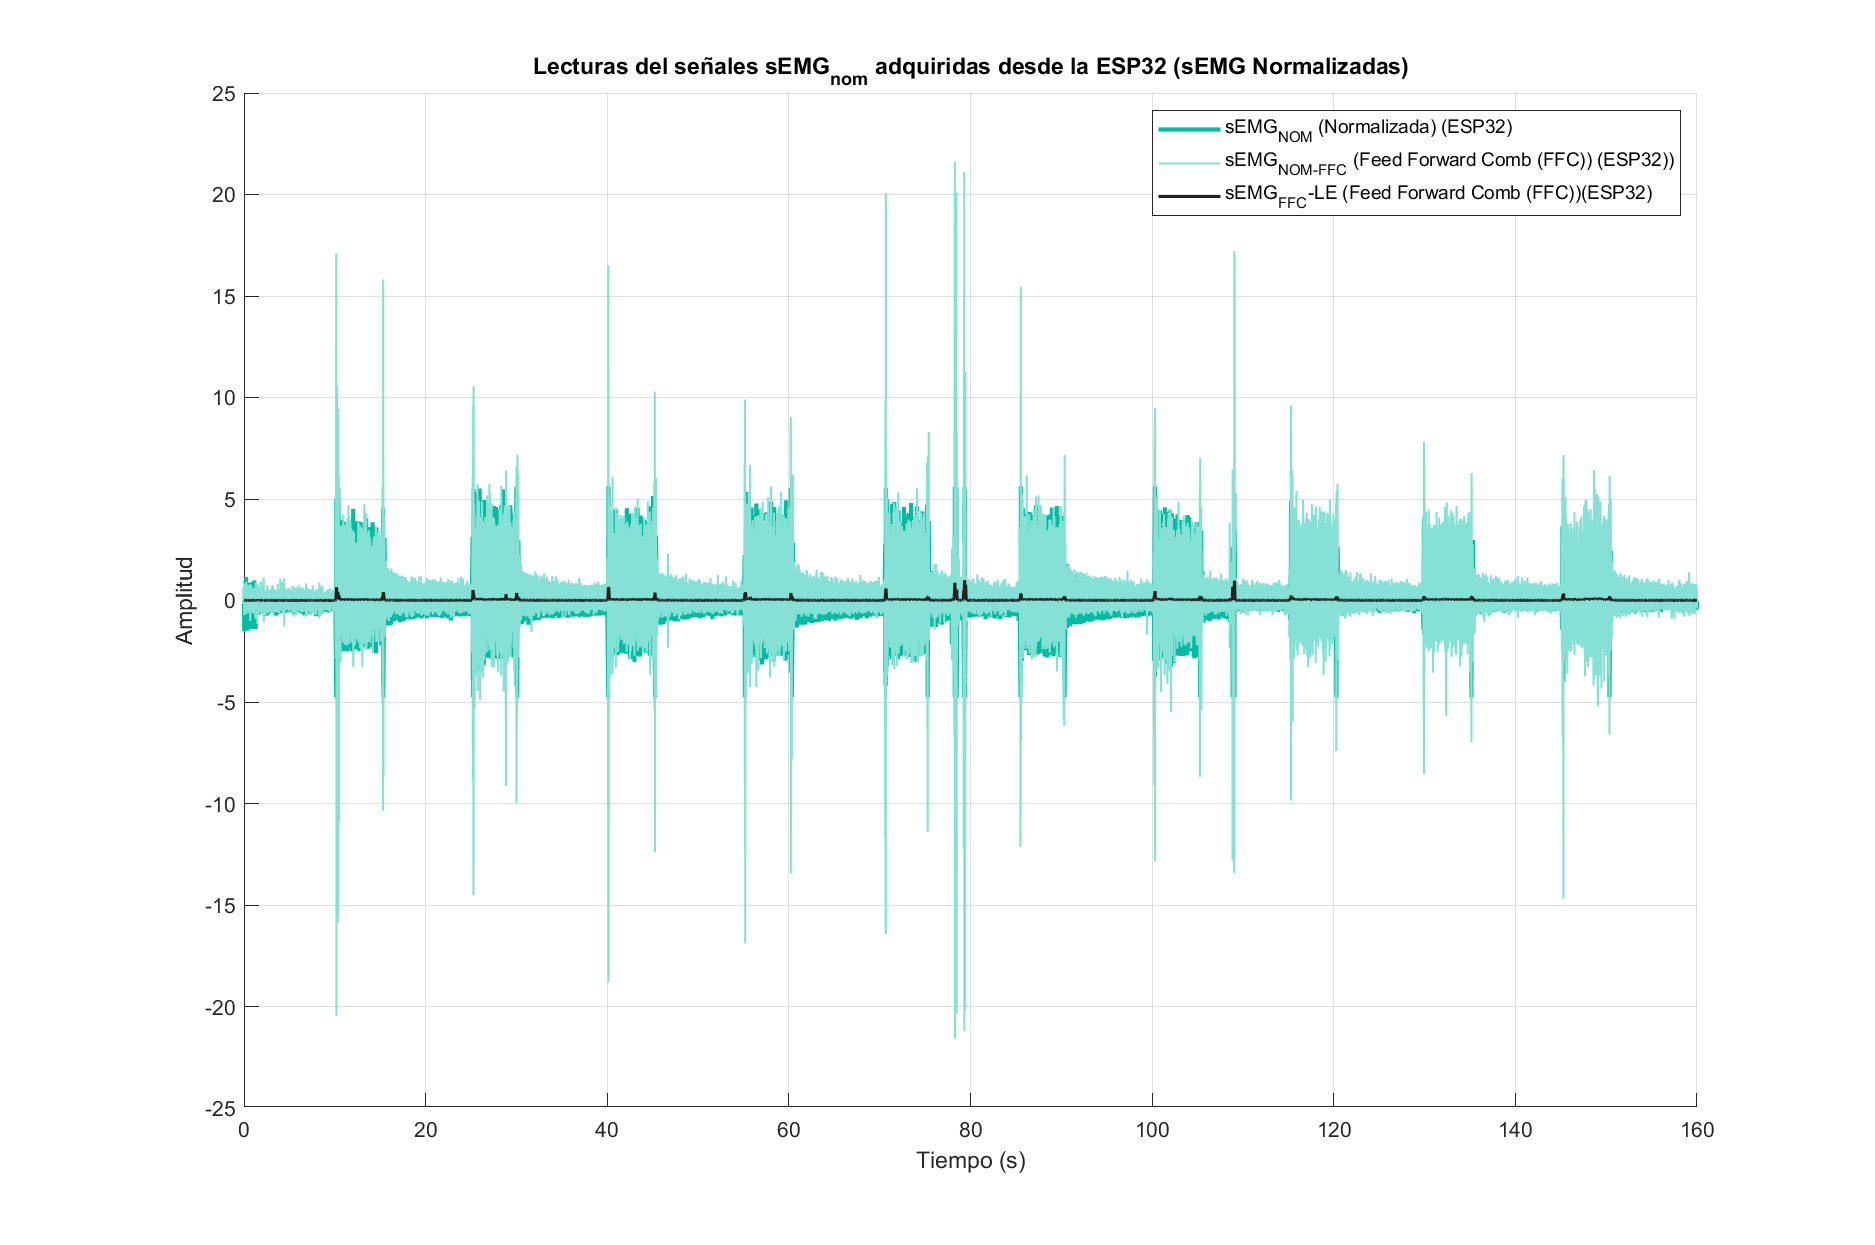 Lecturas del señales sEMGnom adquiridas desde la ESP32 (sEMG Normalizadas)
sEMGNOM (Normalizada) (ESP32)
sEMGNOM-FFC (Feed Forward Comb (FFC)) (ESP32))
sEMGFFC-LE (Feed Forward Comb (FFC))(ESP32)
Amplitud
25
20
15
10
5
0
-5
-10
-15
-20
-25
0 20 40 60 80 100 120 140 160
Tiempo (s)